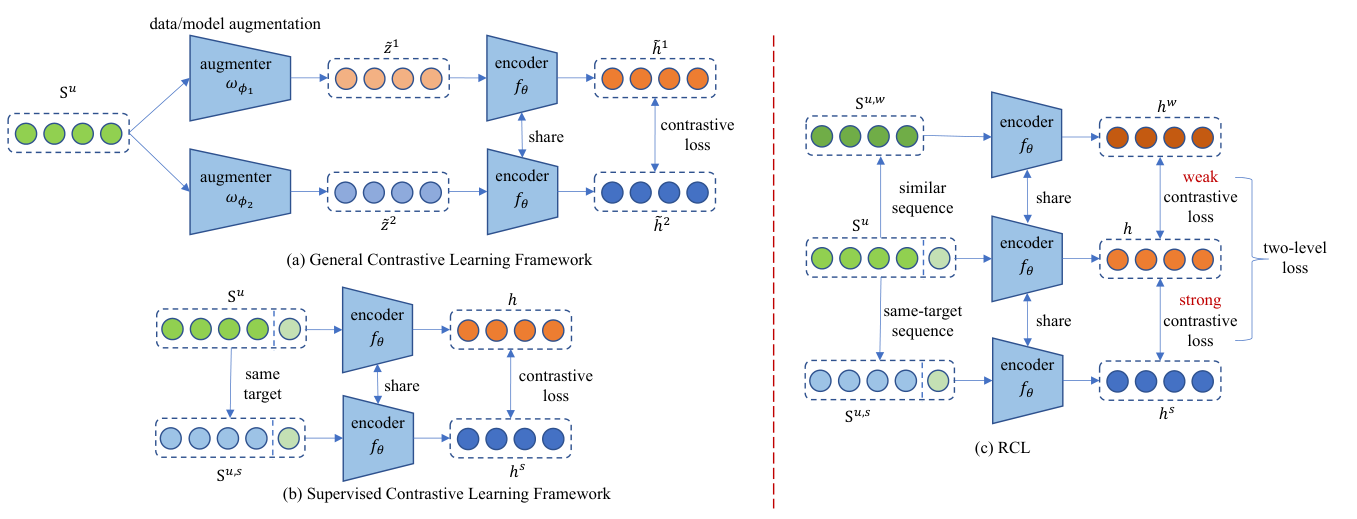 data/model augmentation
S^u
augmenter
ω_ϕ₁
z̃¹
encoder
f_θ
h̃¹
share
contrastive
loss
augmenter
ω_ϕ₂
z̃²
encoder
f_θ
h̃²
(a) General Contrastive Learning Framework
S^u
encoder
f_θ
h
same
target
share
contrastive
loss
S^{u,s}
encoder
f_θ
h^s
(b) Supervised Contrastive Learning Framework
S^{u,w}
encoder
f_θ
h^w
similar
sequence
share
weak
contrastive
loss
S^u
encoder
f_θ
h
two-level
loss
same-target
sequence
share
strong
contrastive
loss
S^{u,s}
encoder
f_θ
h^s
(c) RCL